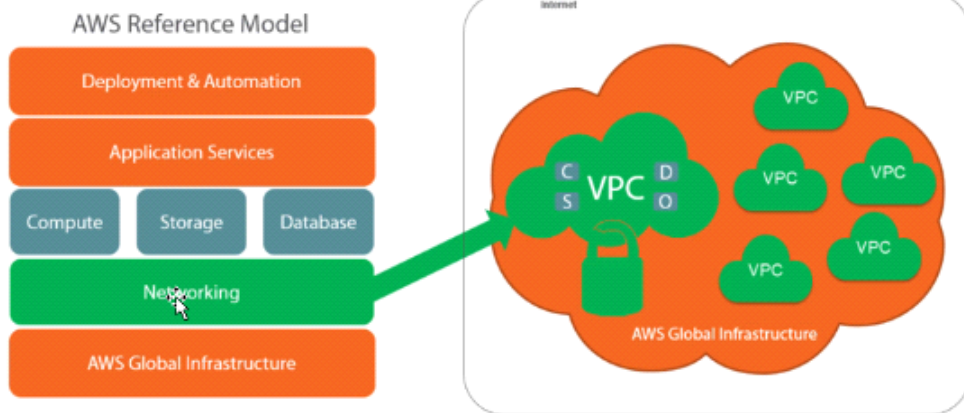 AWS Reference Model
Deployment & Automation
Application Services
Compute
Storage
Database
Networking
AWS Global Infrastructure
Internet
VPC
C
D
S
O
VPC
VPC
VPC
VPC
VPC
VPC
AWS Global Infrastructure